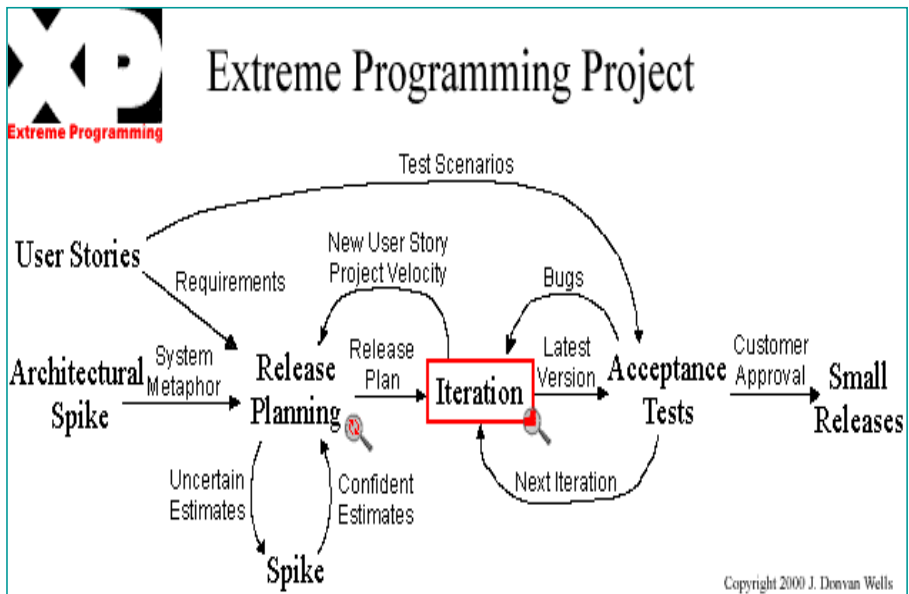 XP
Extreme Programming
Extreme Programming Project
Test Scenarios
User Stories
Requirements
New User Story
Project Velocity
Bugs
Architectural
Spike
System
Metaphor
Release
Planning
Release
Plan
Iteration
Latest
Version
Acceptance
Tests
Customer
Approval
Small
Releases
Uncertain
Estimates
Confident
Estimates
Next Iteration
Spike
Copyright 2000 J. Donvan Wells